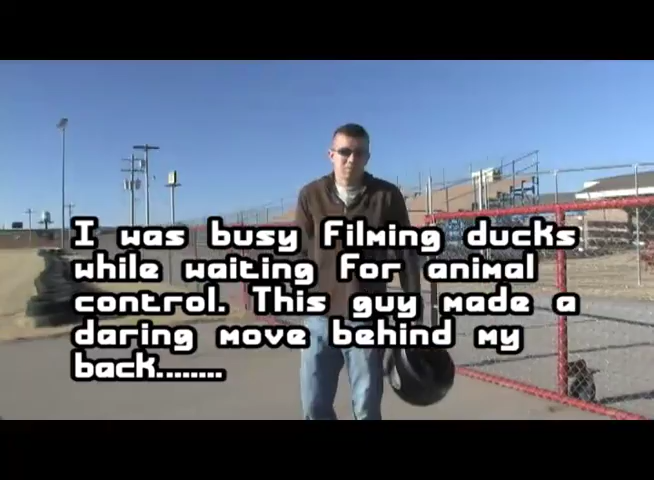 I was busy filming ducks
while waiting for animal
control. This guy made a
daring move behind my
back........